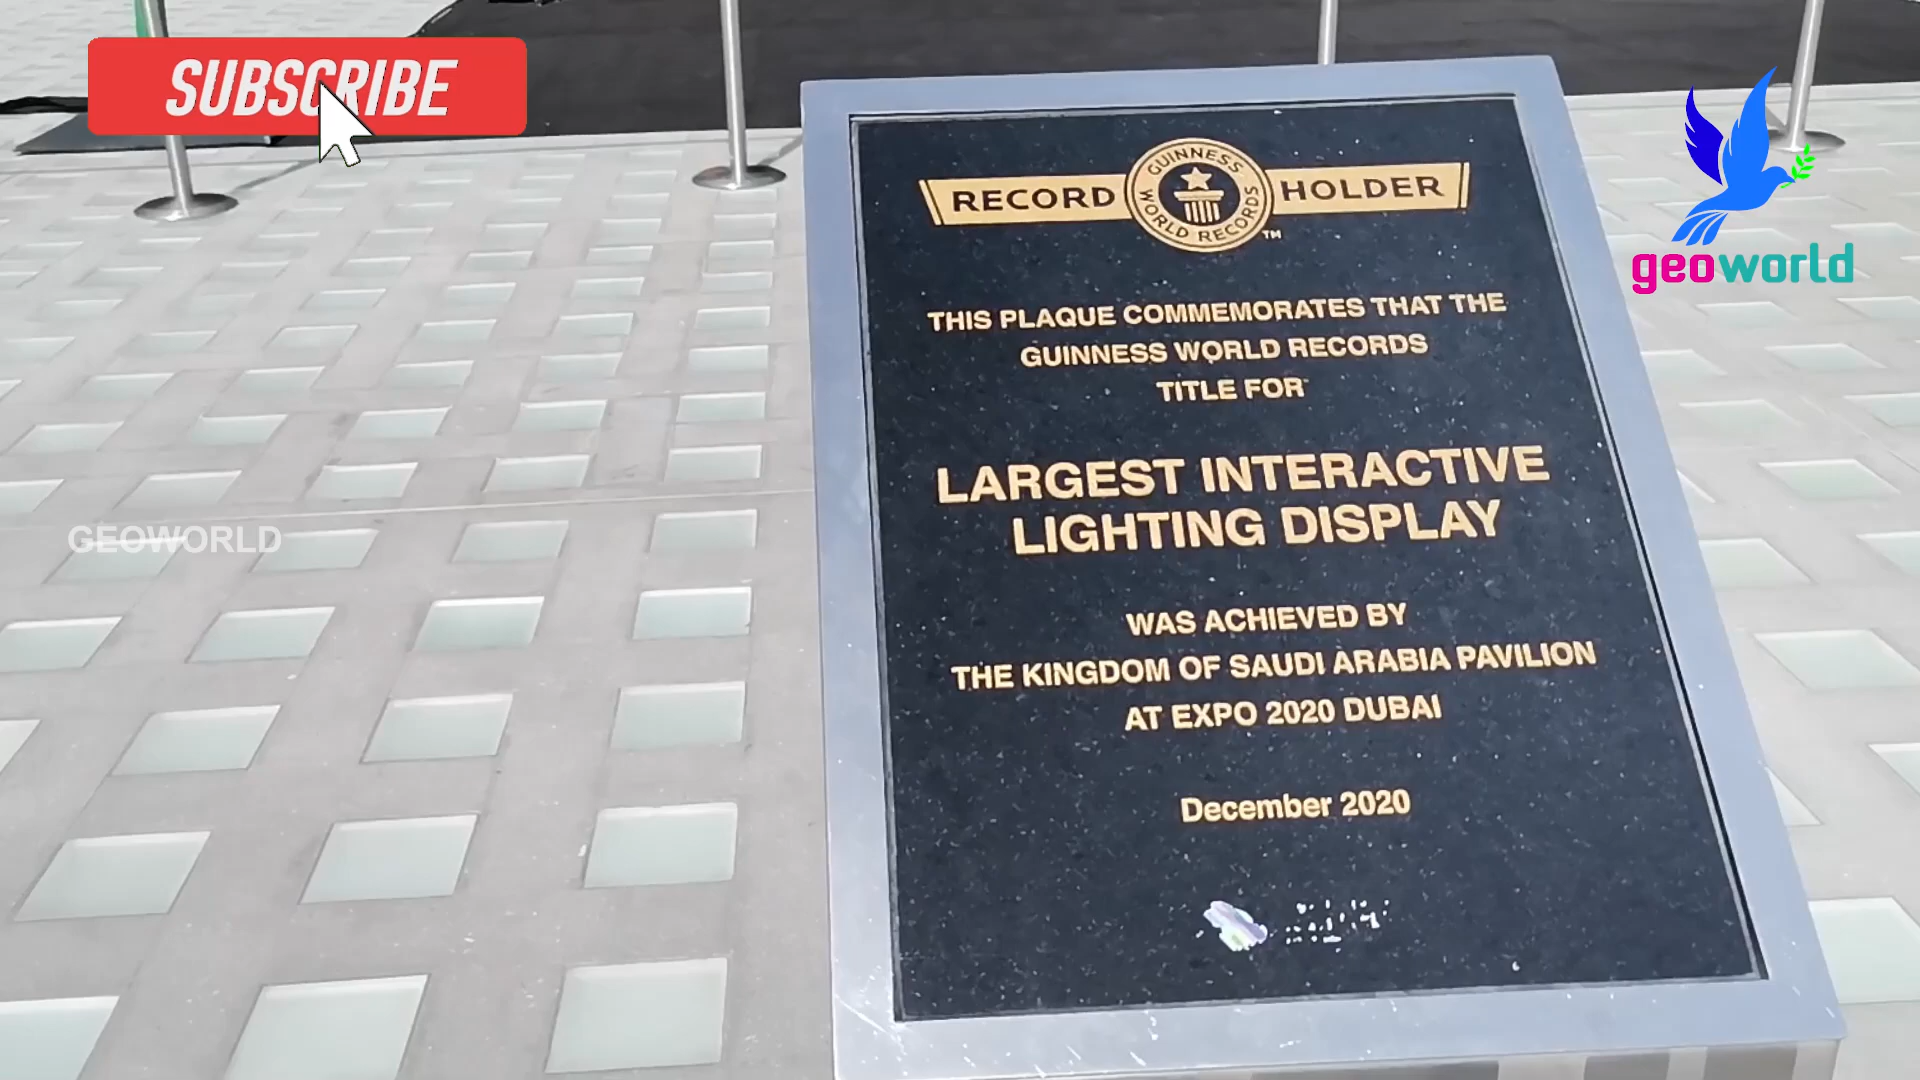 SUBSCRIBE
geoworld
GEOWORLD
RECORD HOLDER
GUINNESS WORLD RECORDS
TM
THIS PLAQUE COMMEMORATES THAT THE
GUINNESS WORLD RECORDS
TITLE FOR
LARGEST INTERACTIVE
LIGHTING DISPLAY
WAS ACHIEVED BY
THE KINGDOM OF SAUDI ARABIA PAVILION
AT EXPO 2020 DUBAI
December 2020